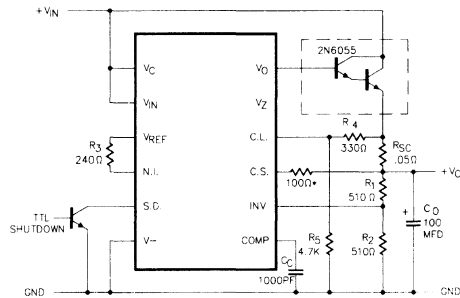 +VIN
2N6055
VC
VO
VIN
VZ
R4
330Ω
VREF
C.L.
R3
240Ω
RSC
.05Ω
N.I.
C.S.
100Ω*
+VO
R1
510Ω
S.D.
INV
TTL
SHUTDOWN
+
CO
100
MFD
V−
COMP
R5
4.7K
R2
510Ω
CC
1000PF
GND
GND